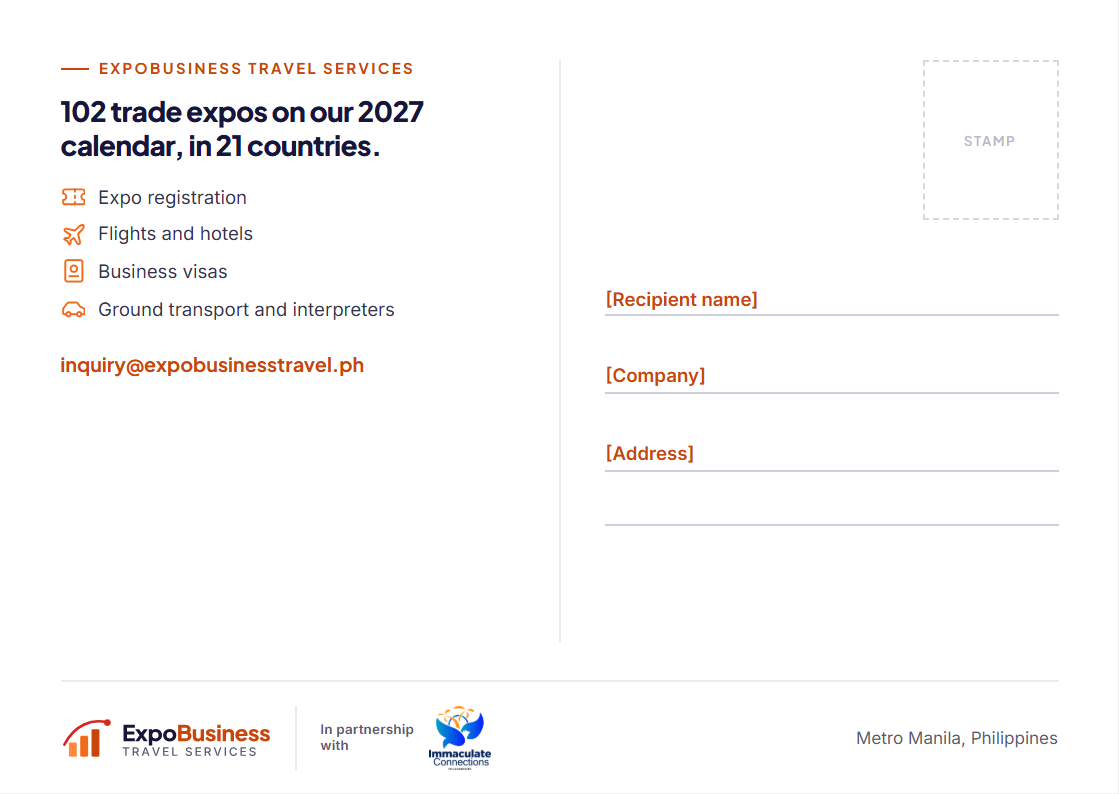 EXPOBUSINESS TRAVEL SERVICES
102 trade expos on our 2027
calendar, in 21 countries.
Expo registration
Flights and hotels
Business visas
Ground transport and interpreters
inquiry@expobusinesstravel.ph
STAMP
[Recipient name]
[Company]
[Address]
ExpoBusiness
TRAVEL SERVICES
In partnership
with
Immaculate
Connections
Metro Manila, Philippines